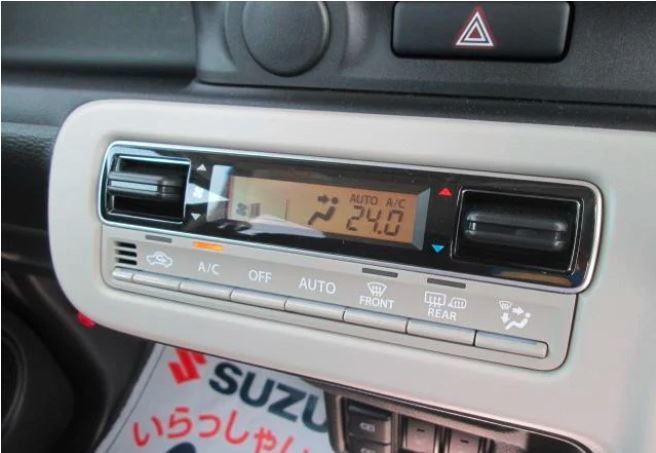 AUTO A/C
24.0
A/C OFF AUTO FRONT REAR
SUZU
いらっしゃい